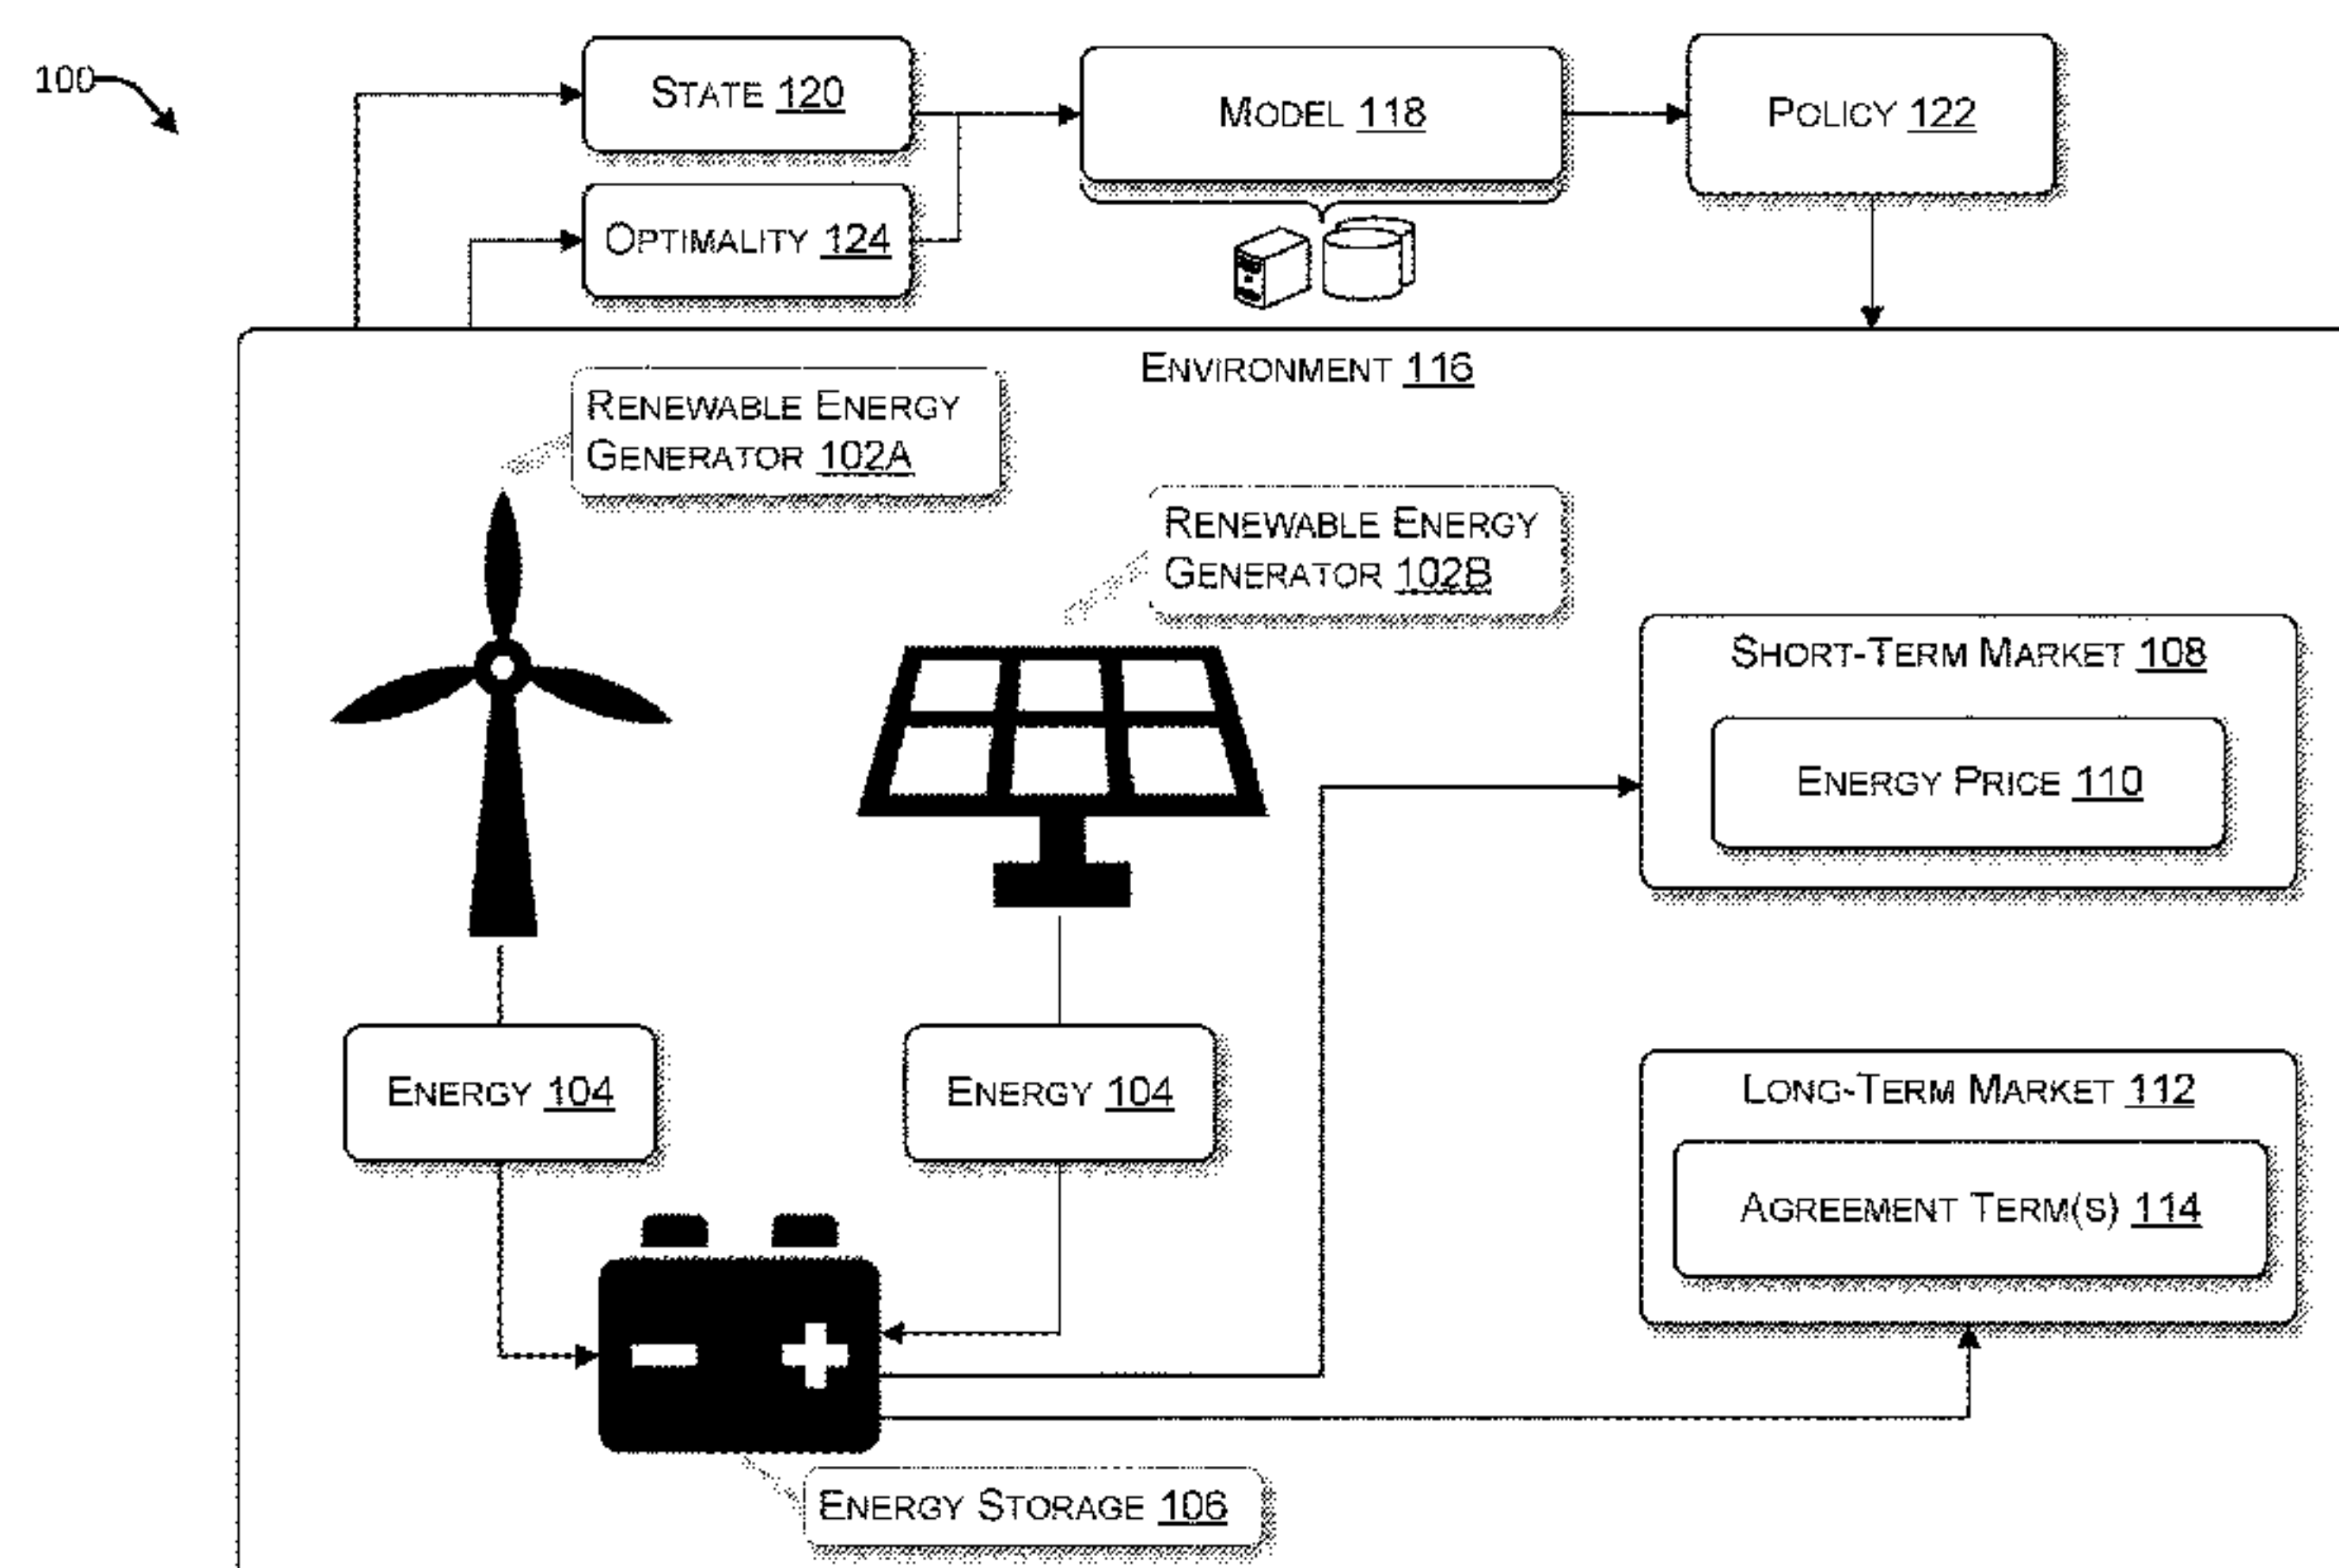 100
STATE 120
MODEL 118
POLICY 122
OPTIMALITY 124
ENVIRONMENT 116
RENEWABLE ENERGY
GENERATOR 102A
RENEWABLE ENERGY
GENERATOR 102B
SHORT-TERM MARKET 108
ENERGY PRICE 110
ENERGY 104
ENERGY 104
LONG-TERM MARKET 112
AGREEMENT TERM(S) 114
ENERGY STORAGE 106